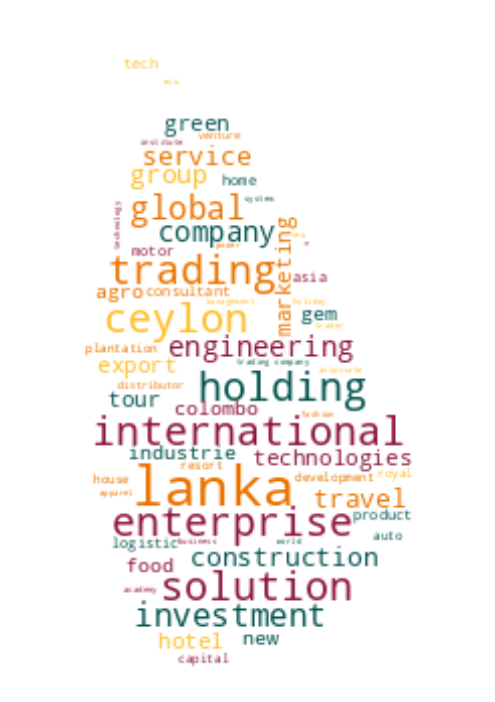 tech
green
venture
institute
service
group
home
system
technology
global
company
marketing
motor
power
trading
asia
agro
consultant
management
holiday
ceylon
gem
trader
plantation
engineering
export
trading company
associate
distributor
holding
tour
colombo
fashion
international
industrie
technologies
resort
house
lanka
development
royal
apparel
travel
enterprise
product
logistic
business
world
auto
construction
food
academy
solution
investment
hotel
new
capital